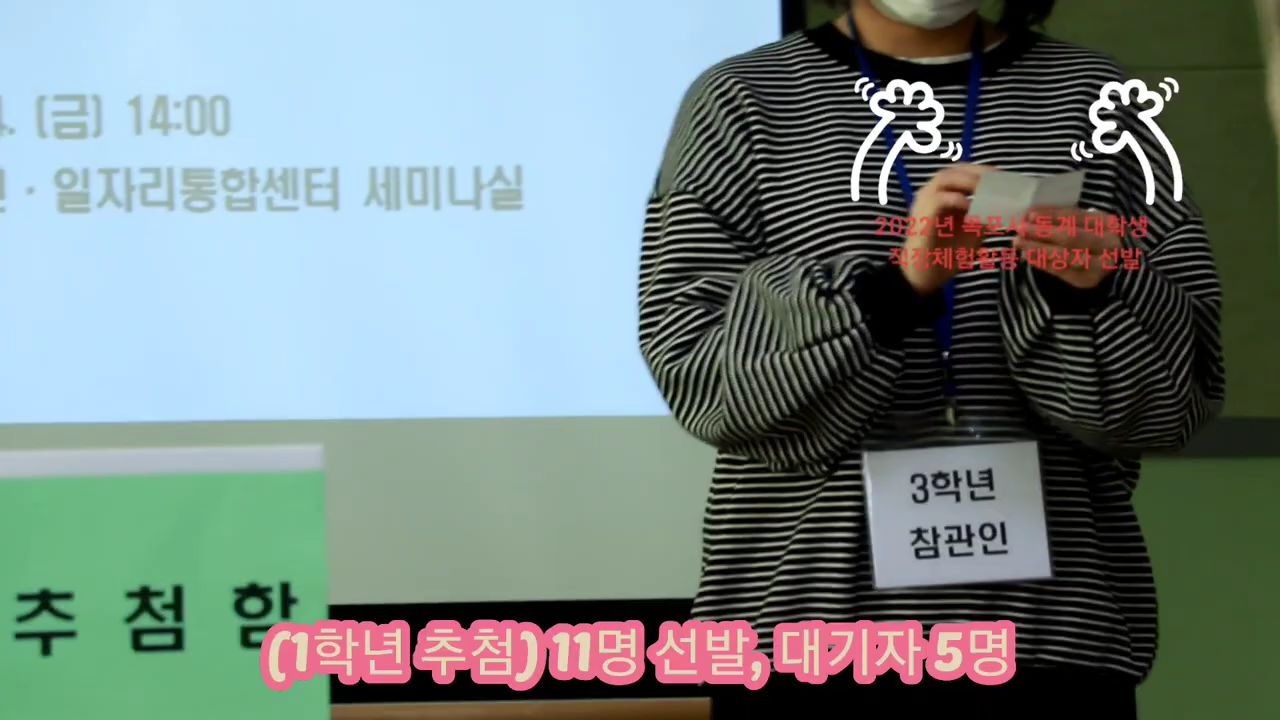 (금) 14:00
· 일자리통합센터 세미나실
2022년 목포시 동계 대학생
직장체험활동 대상자 선발
3학년
참관인
추첨함
(1학년 추첨) 11명 선발, 대기자 5명